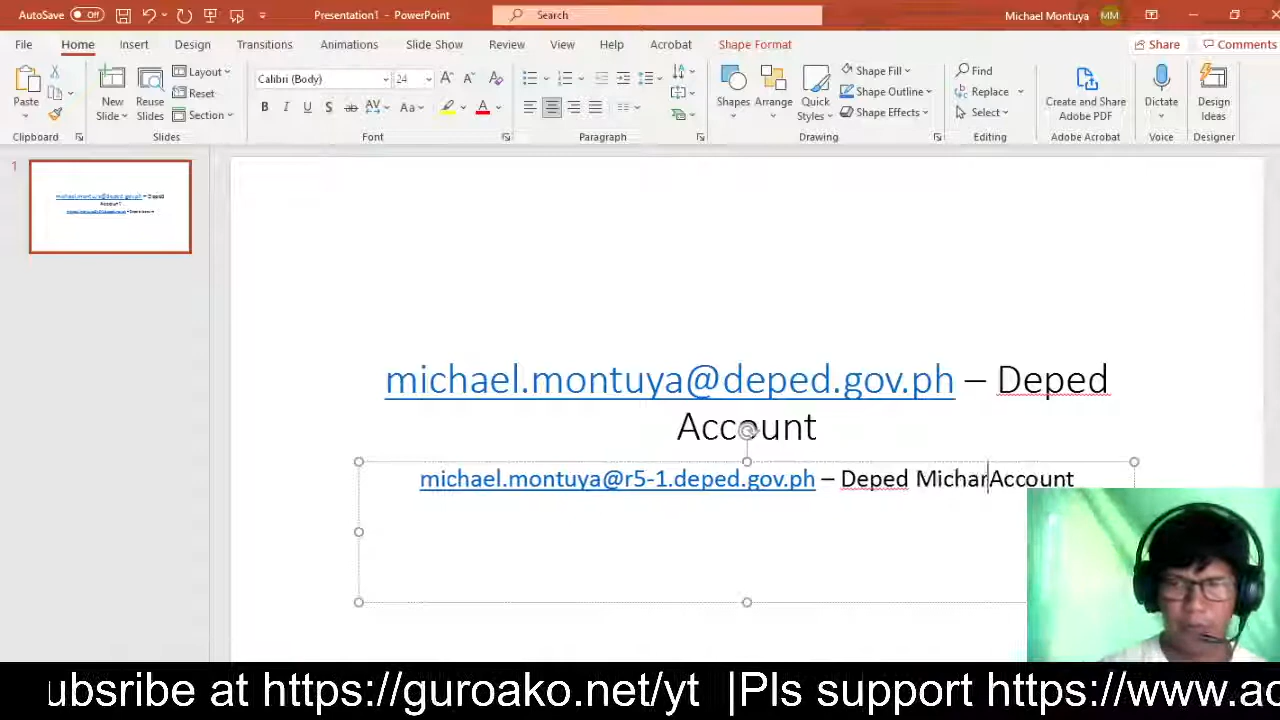 AutoSave Off Presentation1 - PowerPoint Search Michael Montuya MM
File Home Insert Design Transitions Animations Slide Show Review View Help Acrobat Shape Format Share Comments
Paste New Slide Reuse Slides Layout Reset Section Calibri (Body) 24 B I U S ab AV Aa A Shapes Arrange Quick Styles Shape Fill Shape Outline Shape Effects Find Replace Select Create and Share Adobe PDF Dictate Design Ideas
Clipboard Slides Font Paragraph Drawing Editing Adobe Acrobat Voice Designer
1
michael.montuya@deped.gov.ph – Deped
Account
michael.montuya@r5-1.deped.gov.ph – Deped MicharAccount
ubsribe at https://guroako.net/yt |Pls support https://www.ac